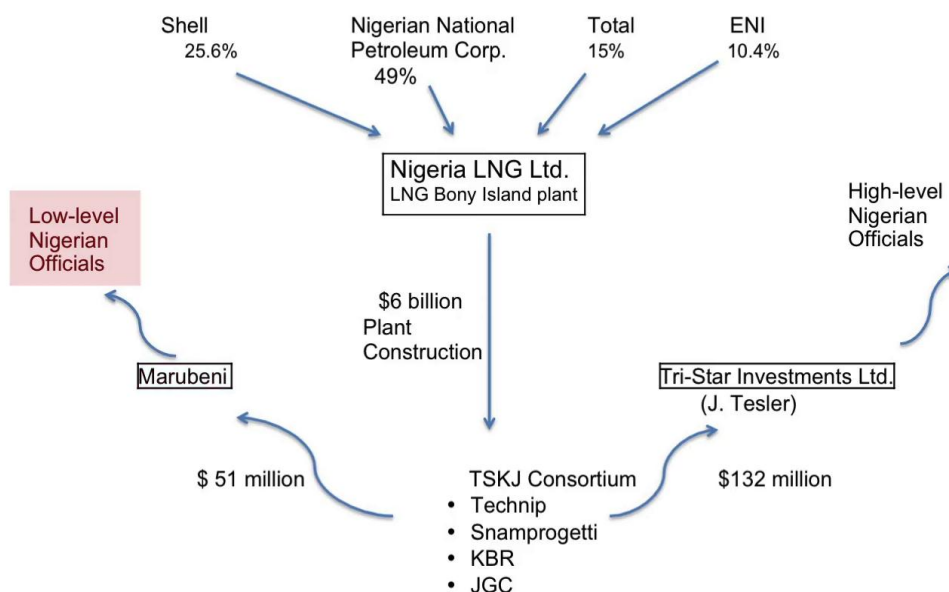 Shell
25.6%
Nigerian National
Petroleum Corp.
49%
Total
15%
ENI
10.4%
Nigeria LNG Ltd.
LNG Bony Island plant
Low-level
Nigerian
Officials
High-level
Nigerian
Officials
$6 billion
Plant
Construction
Marubeni
Tri-Star Investments Ltd.
(J. Tesler)
$ 51 million
TSKJ Consortium
• Technip
• Snamprogetti
• KBR
• JGC
$132 million